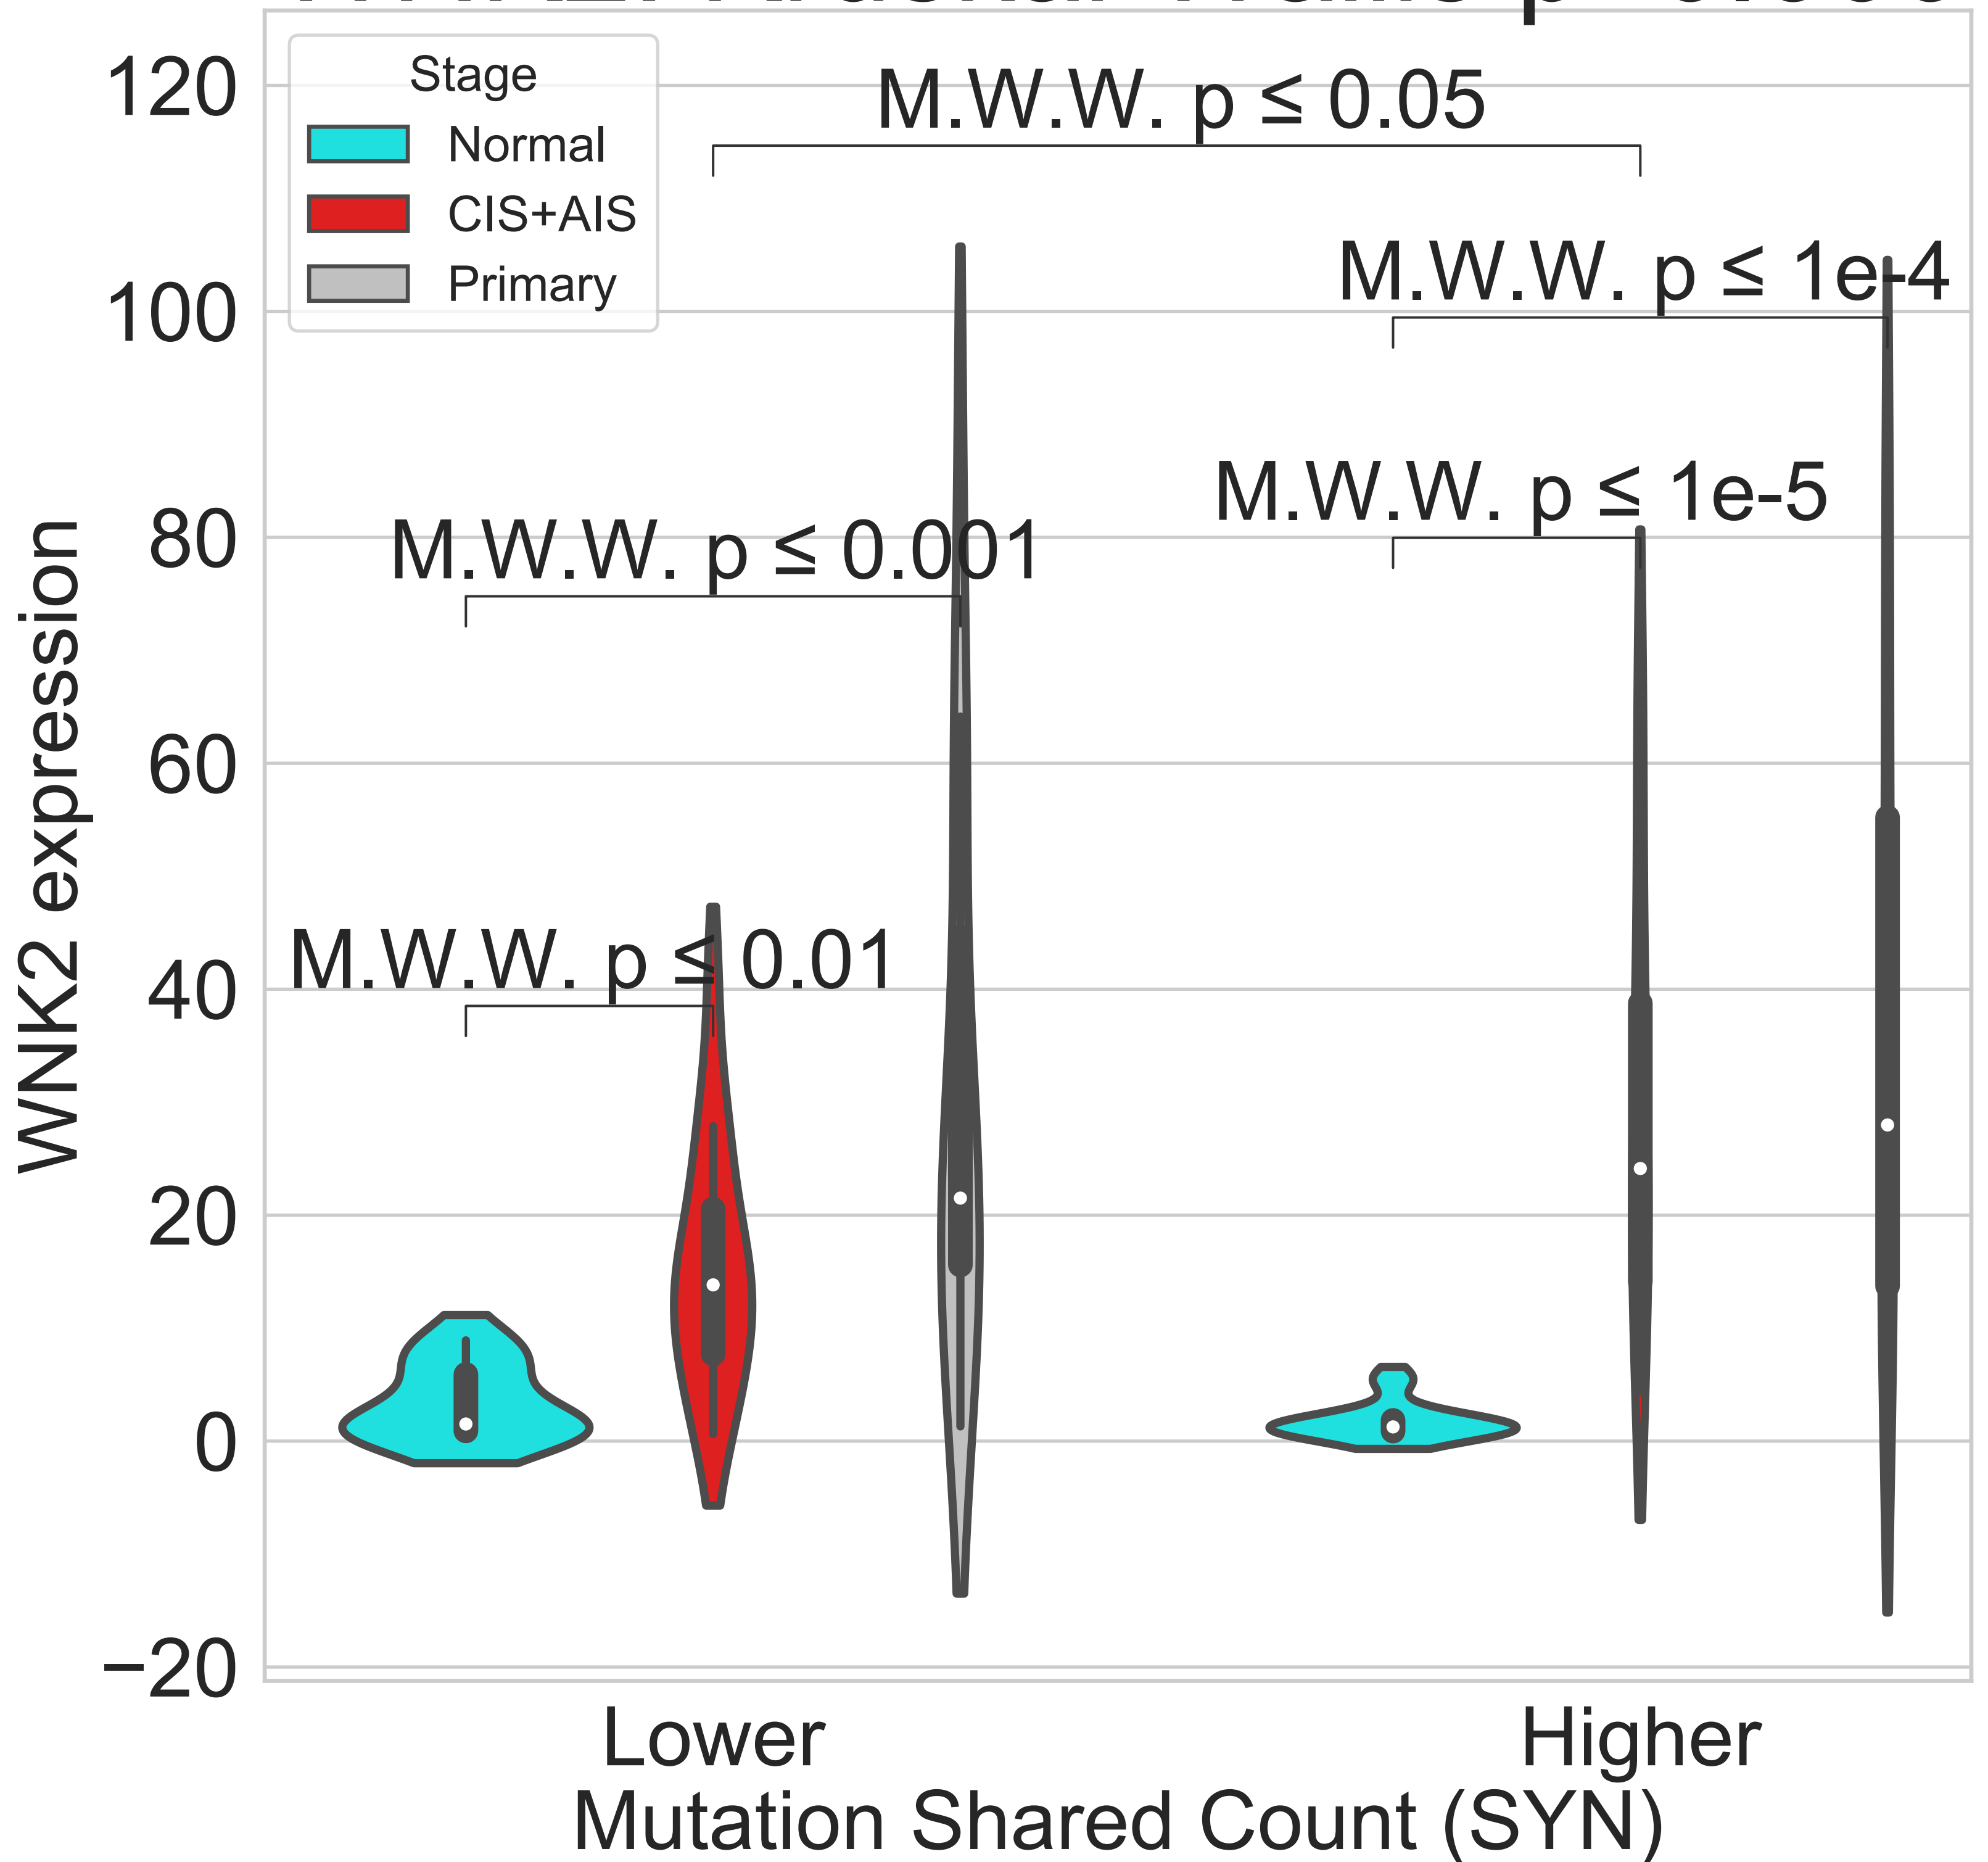 Stage
Normal
CIS+AIS
Primary
M.W.W. p ≤ 0.05
M.W.W. p ≤ 1e-4
M.W.W. p ≤ 1e-5
M.W.W. p ≤ 0.001
M.W.W. p ≤ 0.01
120
100
80
60
40
20
0
−20
WNK2 expression
Lower
Higher
Mutation Shared Count (SYN)